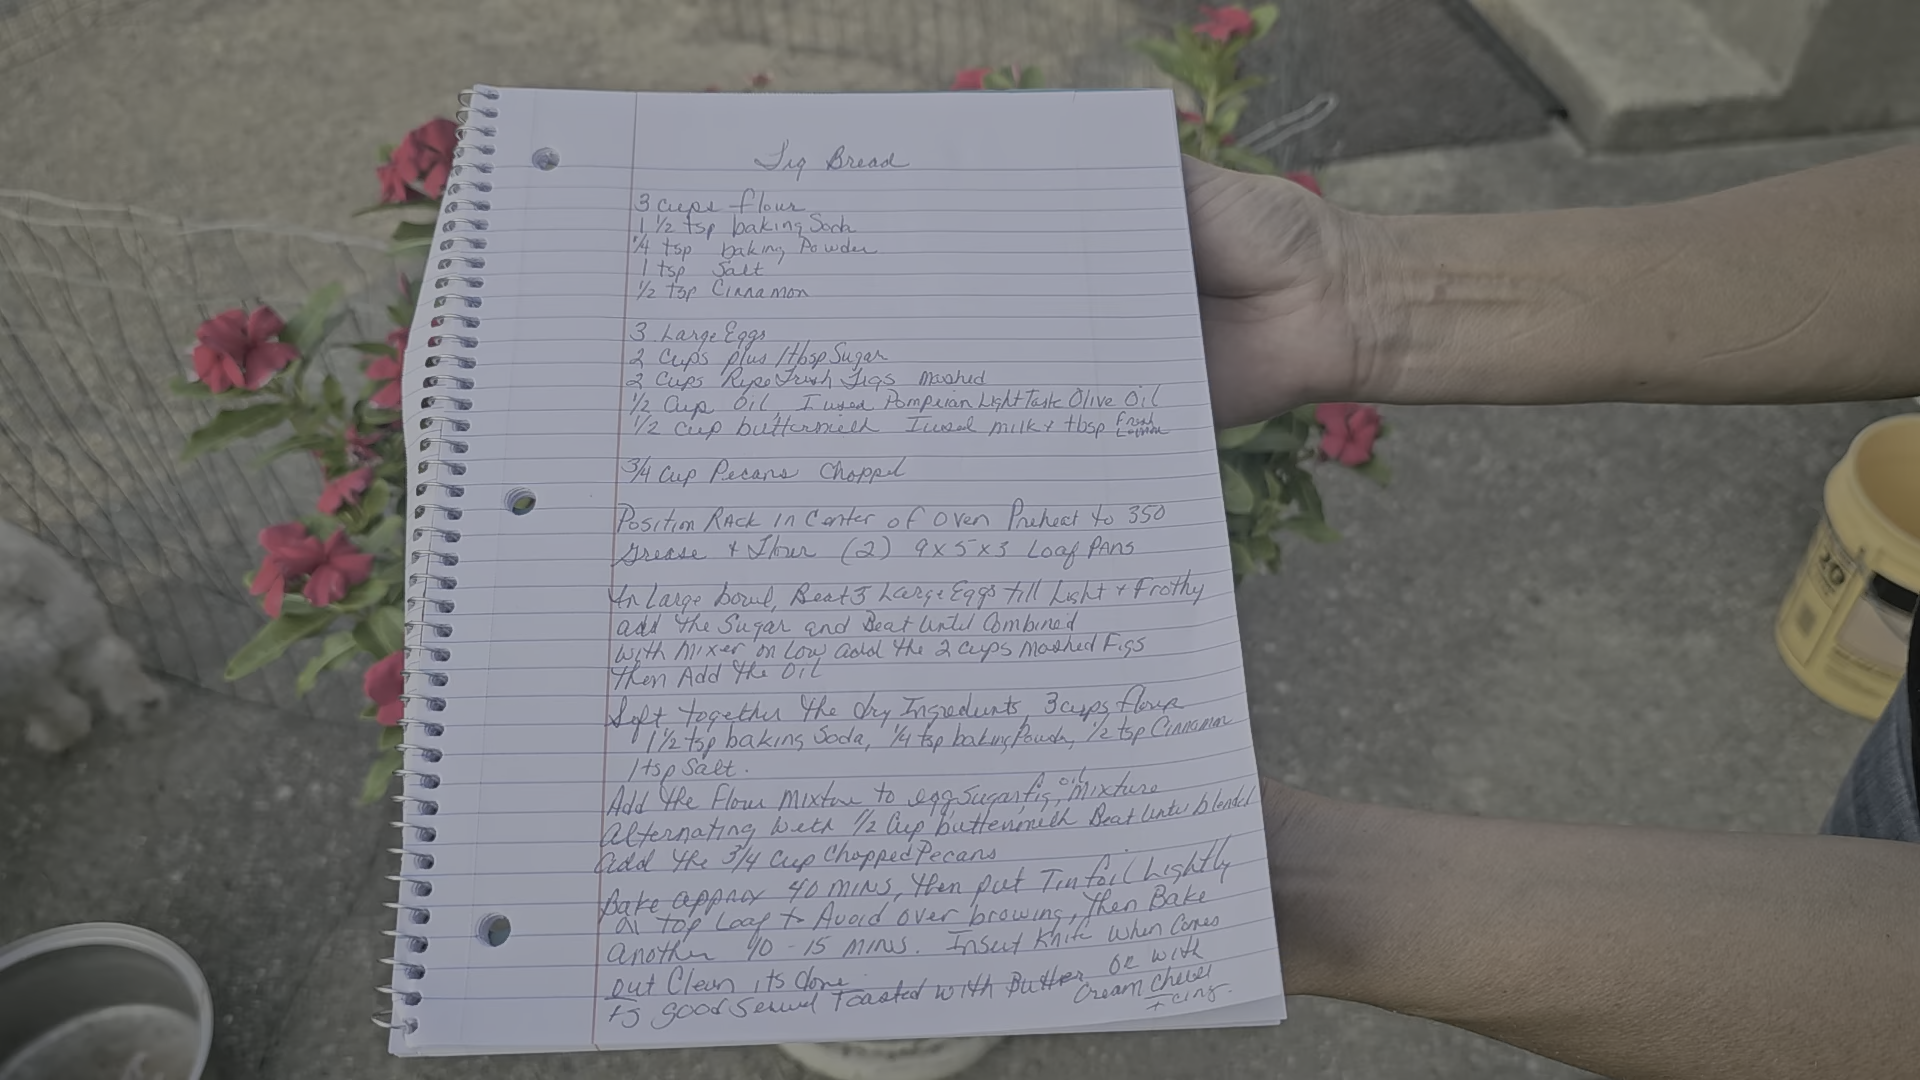 Fig Bread
3 cups flour
1 1/2 tsp baking Soda
1/4 tsp baking Powder
1 tsp Salt
1/2 tsp Cinnamon
3 Large Eggs
2 Cups plus 1 tbsp Sugar
2 Cups Ripe Fresh Figs mashed
1/2 Cup Oil, I used Pompeian Light Taste Olive Oil
1/2 cup buttermilk I used milk + tbsp Fresh Lemon
3/4 Cup Pecans Chopped
Position Rack in Center of Oven Preheat to 350
Grease + Flour (2) 9x5x3 Loaf Pans
In Large bowl, Beat 3 Large Eggs till Light + Frothy
add the Sugar and Beat Until Combined
with Mixer on Low add the 2 cups Mashed Figs
then Add the Oil
Sift together the dry Ingredients, 3 cups flour
1 1/2 tsp baking Soda, 1/4 tsp baking Powder, 1/2 tsp Cinnamon
1 tsp Salt.
Add the Flour Mixture to egg, sugar, fig, oil Mixture
alternating with 1/2 Cup buttermilk Beat Until blended
add the 3/4 Cup Chopped Pecans
Bake approx 40 mins, then put Tin foil Lightly
on top Loaf to Avoid over browing, then Bake
another 10 - 15 mins. Insert Knife when Comes
out Clean its done
its good Served Toasted with Butter or with
Cream Cheese
Icing.
20